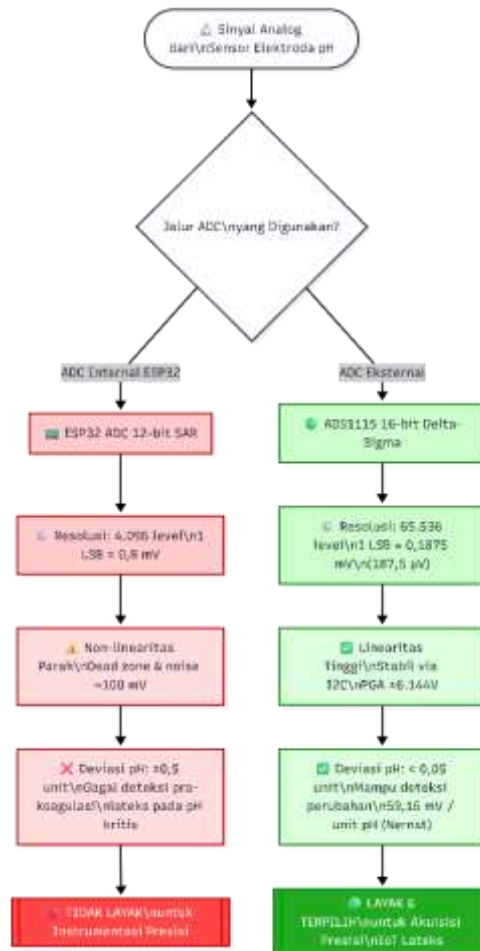 Sinyal Analog
dari\nSensor Elektroda pH
Jalur ADC\nyang Digunakan?
ADC Internal ESP32
ADC Eksternal
ESP32 ADC 12-bit SAR
ADS1115 16-bit Delta-
Sigma
Resolusi: 4.096 level\n1
LSB ≈ 0,8 mV
Resolusi: 65.536
level\n1 LSB = 0,1875
mV\n(187,5 µV)
Non-linearitas
Parah\nDead zone & noise
≈100 mV
Linearitas
Tinggi\nStabil via
I2C\nPGA ±6.144V
Deviasi pH: ±0,5
unit\nGagal deteksi pra-
koagulasi\nlateks pada pH
kritis
Deviasi pH: < 0,05
unit\nMampu deteksi
perubahan\n59,16 mV /
unit pH (Nernst)
TIDAK LAYAK\nuntuk
Instrumentasi Presisi
LAYAK &
TERPILIH\nuntuk Akuisisi
Presisi\nIoT Lateks